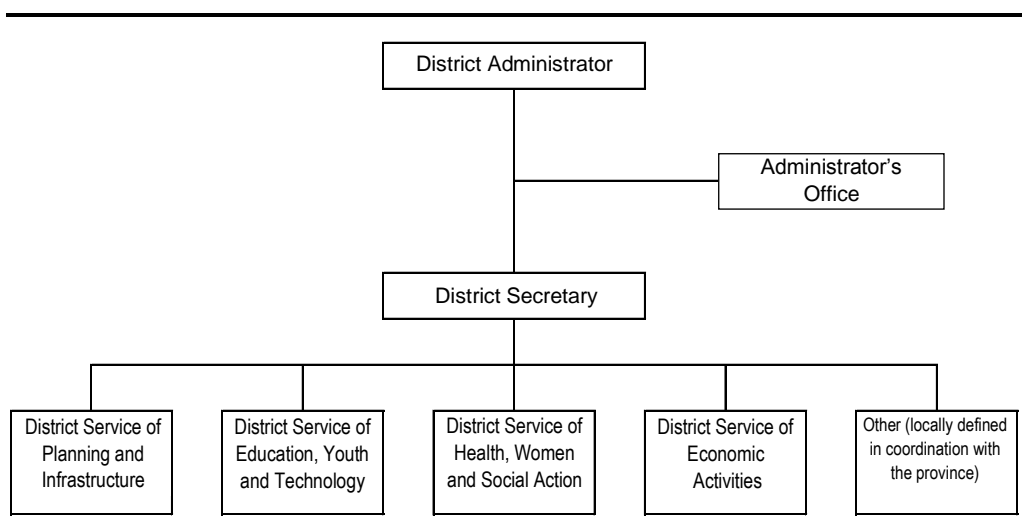 District Administrator
Administrator's
Office
District Secretary
District Service of
Planning and
Infrastructure
District Service of
Education, Youth
and Technology
District Service of
Health, Women
and Social Action
District Service of
Economic
Activities
Other (locally defined
in coordination with
the province)